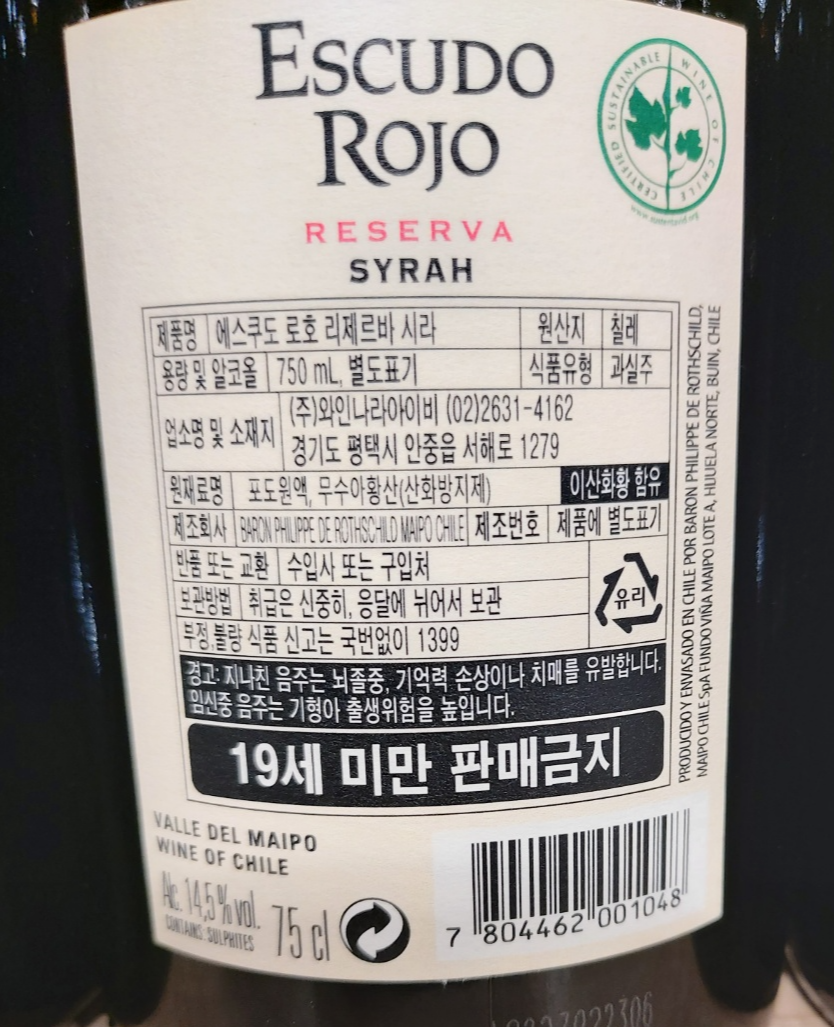 ESCUDO
ROJO
RESERVA
SYRAH
CERTIFIED SUSTAINABLE WINE OF CHILE
제품명 에스쿠도 로호 리제르바 시라 원산지 칠레
용량 및 알코올 750 mL, 별도표기 식품유형 과실주
업소명 및 소재지 (주)와인나라아이비 (02)2631-4162
경기도 평택시 안중읍 서해로 1279
원재료명 포도원액, 무수아황산(산화방지제) 이산화황 함유
제조회사 BARON PHILIPPE DE ROTHSCHILD MAIPO CHILE 제조번호 제품에 별도표기
반품 또는 교환 수입사 또는 구입처
보관방법 취급은 신중히, 응달에 뉘어서 보관
유리
부정,불량 식품 신고는 국번없이 1399
경고: 지나친 음주는 뇌졸중, 기억력 손상이나 치매를 유발합니다.
임신중 음주는 기형아 출생위험을 높입니다.
19세 미만 판매금지
PRODUCIDO Y ENVASADO EN CHILE POR BARON PHILIPPE DE ROTHSCHILD,
MAIPO CHILE SpA FUNDO VIÑA MAIPO LOTE A, HIJUELA NORTE, BUIN, CHILE
VALLE DEL MAIPO
WINE OF CHILE
Alc. 14,5 % vol.
CONTAINS: SULPHITES
75 cl
7 804462 001048